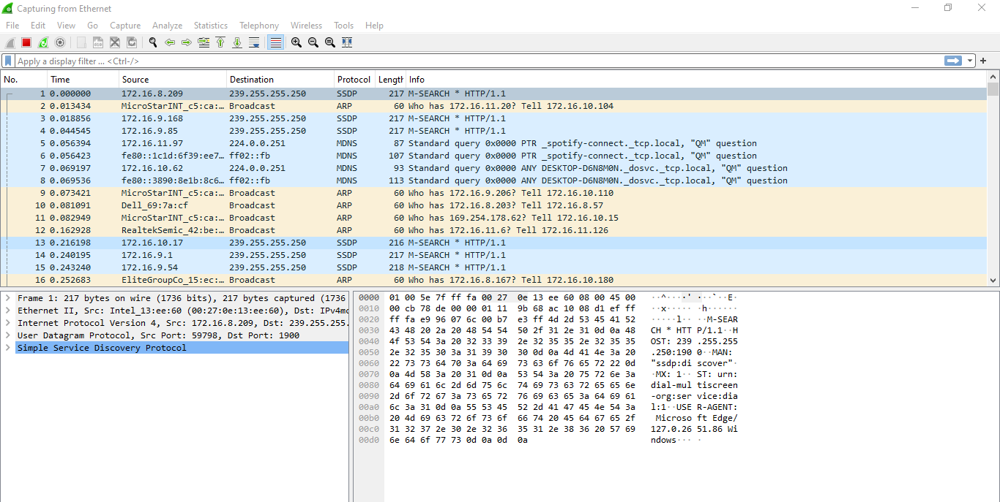 Capturing from Ethernet
File Edit View Go Capture Analyze Statistics Telephony Wireless Tools Help
Apply a display filter ... <Ctrl-/>
No. Time Source Destination Protocol Length Info
1 0.000000 172.16.8.209 239.255.255.250 SSDP 217 M-SEARCH * HTTP/1.1
2 0.013434 MicroStarINT_c5:ca:… Broadcast ARP 60 Who has 172.16.11.20? Tell 172.16.10.104
3 0.018856 172.16.9.168 239.255.255.250 SSDP 217 M-SEARCH * HTTP/1.1
4 0.044545 172.16.9.85 239.255.255.250 SSDP 217 M-SEARCH * HTTP/1.1
5 0.056394 172.16.11.97 224.0.0.251 MDNS 87 Standard query 0x0000 PTR _spotify-connect._tcp.local, "QM" question
6 0.056423 fe80::1c1d:6f39:ee7… ff02::fb MDNS 107 Standard query 0x0000 PTR _spotify-connect._tcp.local, "QM" question
7 0.069197 172.16.10.62 224.0.0.251 MDNS 93 Standard query 0x0000 ANY DESKTOP-D6N8M0N._dosvc._tcp.local, "QM" question
8 0.069536 fe80::3890:8e1b:8c6… ff02::fb MDNS 113 Standard query 0x0000 ANY DESKTOP-D6N8M0N._dosvc._tcp.local, "QM" question
9 0.073421 MicroStarINT_c5:ca:… Broadcast ARP 60 Who has 172.16.9.206? Tell 172.16.10.110
10 0.081091 Dell_69:7a:cf Broadcast ARP 60 Who has 172.16.8.203? Tell 172.16.8.57
11 0.082949 MicroStarINT_c5:ca:… Broadcast ARP 60 Who has 169.254.178.62? Tell 172.16.10.15
12 0.162928 RealtekSemic_42:be:… Broadcast ARP 60 Who has 172.16.11.6? Tell 172.16.11.126
13 0.216198 172.16.10.17 239.255.255.250 SSDP 216 M-SEARCH * HTTP/1.1
14 0.240195 172.16.9.1 239.255.255.250 SSDP 217 M-SEARCH * HTTP/1.1
15 0.243240 172.16.9.54 239.255.255.250 SSDP 218 M-SEARCH * HTTP/1.1
16 0.252683 EliteGroupCo_15:ec:… Broadcast ARP 60 Who has 172.16.8.167? Tell 172.16.10.180
Frame 1: 217 bytes on wire (1736 bits), 217 bytes captured (1736
Ethernet II, Src: Intel_13:ee:60 (00:27:0e:13:ee:60), Dst: IPv4mc
Internet Protocol Version 4, Src: 172.16.8.209, Dst: 239.255.255.
User Datagram Protocol, Src Port: 59798, Dst Port: 1900
Simple Service Discovery Protocol
0000 01 00 5e 7f ff fa 00 27 0e 13 ee 60 08 00 45 00 ··^····' ···`··E·
0010 00 cb 78 de 00 00 01 11 9b 68 ac 10 08 d1 ef ff ··x····· ·h······
0020 ff fa e9 96 07 6c 00 b7 e3 ff 4d 2d 53 45 41 52 ·····l·· ··M-SEAR
0030 43 48 20 2a 20 48 54 54 50 2f 31 2e 31 0d 0a 48 CH * HTT P/1.1··H
0040 4f 53 54 3a 20 32 33 39 2e 32 35 35 2e 32 35 35 OST: 239 .255.255
0050 2e 32 35 30 3a 31 39 30 30 0d 0a 4d 41 4e 3a 20 .250:190 0··MAN: 
0060 22 73 73 64 70 3a 64 69 73 63 6f 76 65 72 22 0d "ssdp:di scover"·
0070 0a 4d 58 3a 20 31 0d 0a 53 54 3a 20 75 72 6e 3a ·MX: 1·· ST: urn:
0080 64 69 61 6c 2d 6d 75 6c 74 69 73 63 72 65 65 6e dial-mul tiscreen
0090 2d 6f 72 67 3a 73 65 72 76 69 63 65 3a 64 69 61 -org:ser vice:dia
00a0 6c 3a 31 0d 0a 55 53 45 52 2d 41 47 45 4e 54 3a l:1··USE R-AGENT:
00b0 20 4d 69 63 72 6f 73 6f 66 74 20 45 64 67 65 2f Microso ft Edge/
00c0 31 32 37 2e 30 2e 32 36 35 31 2e 38 36 20 57 69 127.0.26 51.86 Wi
00d0 6e 64 6f 77 73 0d 0a 0d 0a ndows··· ·